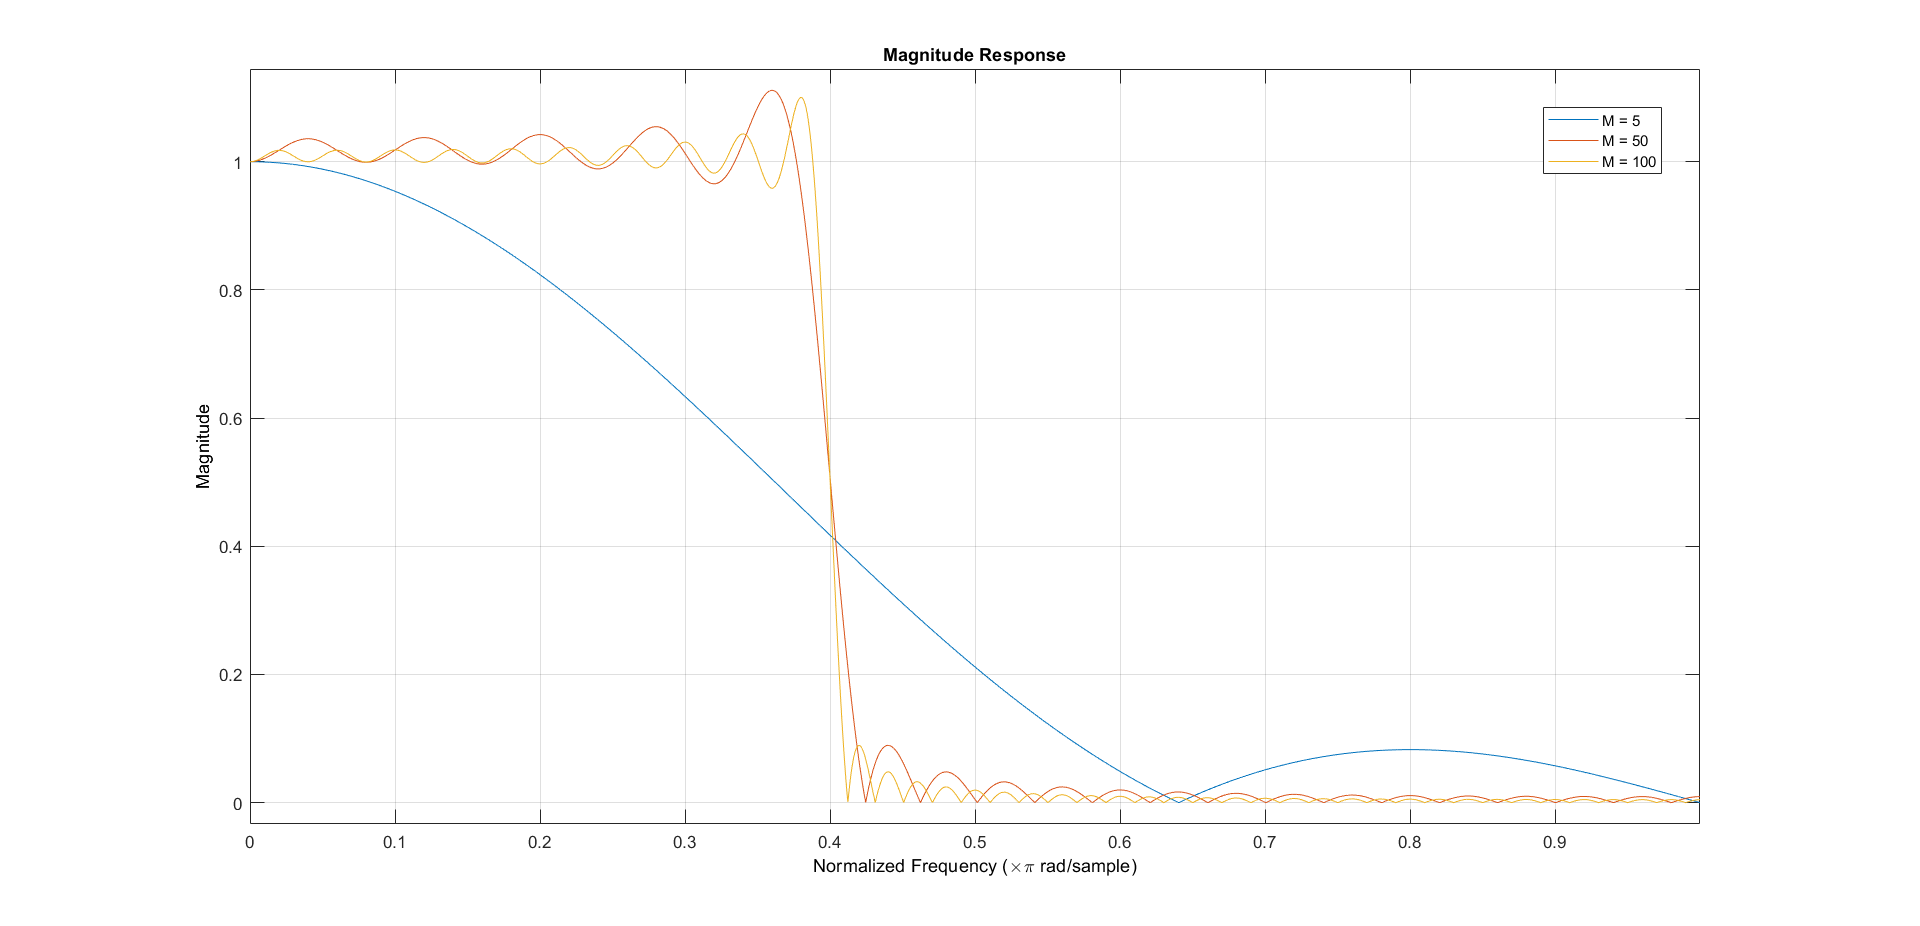 Magnitude Response
M = 5
M = 50
M = 100
1
0.8
0.6
0.4
0.2
0
Magnitude
0 0.1 0.2 0.3 0.4 0.5 0.6 0.7 0.8 0.9
Normalized Frequency (×π rad/sample)